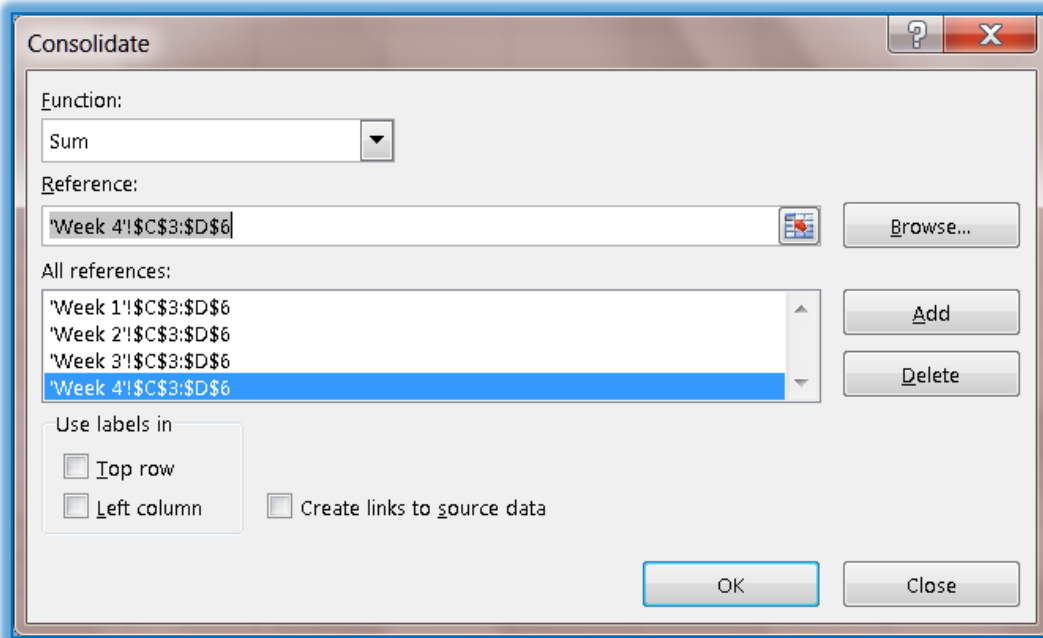 Consolidate
Function:
Sum
Reference:
'Week 4'!$C$3:$D$6
Browse...
All references:
'Week 1'!$C$3:$D$6
'Week 2'!$C$3:$D$6
'Week 3'!$C$3:$D$6
'Week 4'!$C$3:$D$6
Add
Delete
Use labels in
Top row
Left column
Create links to source data
OK
Close